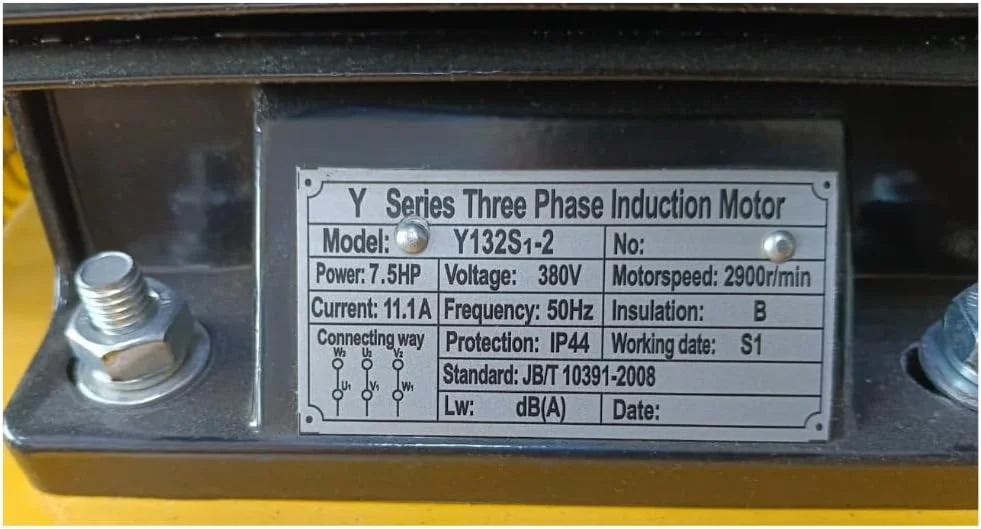 Y Series Three Phase Induction Motor
Model: Y132S1-2 No:
Power: 7.5HP Voltage: 380V Motorspeed: 2900r/min
Current: 11.1A Frequency: 50Hz Insulation: B
Connecting way Protection: IP44 Working date: S1
W2 U2 V2
U1 V1 W1
Standard: JB/T 10391-2008
Lw: dB(A) Date: